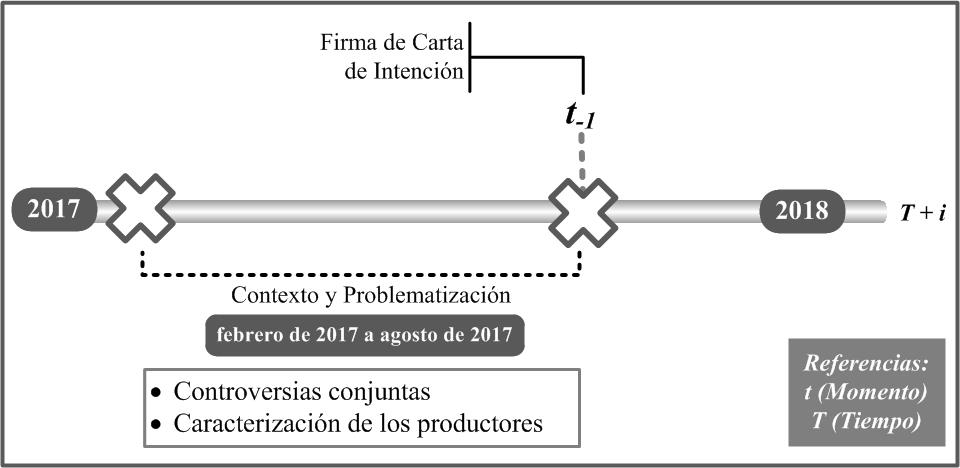 Firma de Carta
de Intención
t-1
2017
2018
T + i
Contexto y Problematización
febrero de 2017 a agosto de 2017
• Controversias conjuntas
• Caracterización de los productores
Referencias:
t (Momento)
T (Tiempo)